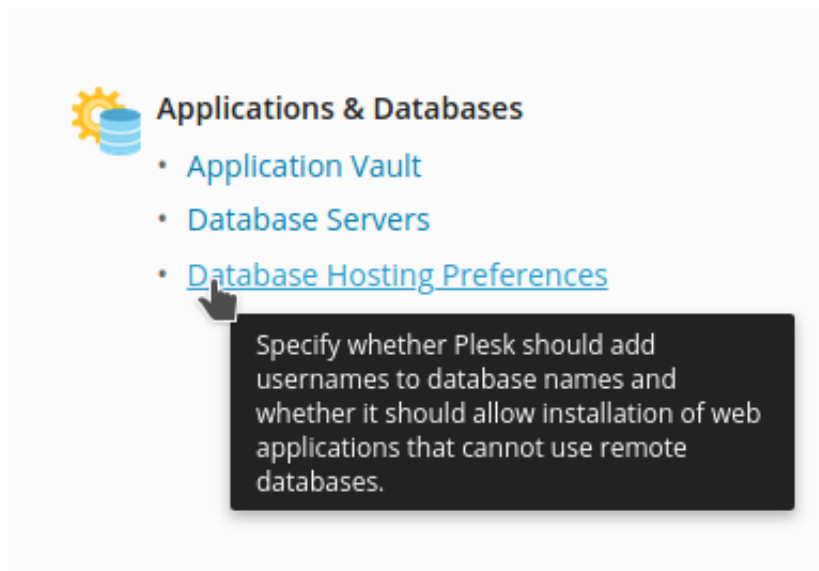 Applications & Databases
• Application Vault
• Database Servers
• Database Hosting Preferences
Specify whether Plesk should add
usernames to database names and
whether it should allow installation of web
applications that cannot use remote
databases.